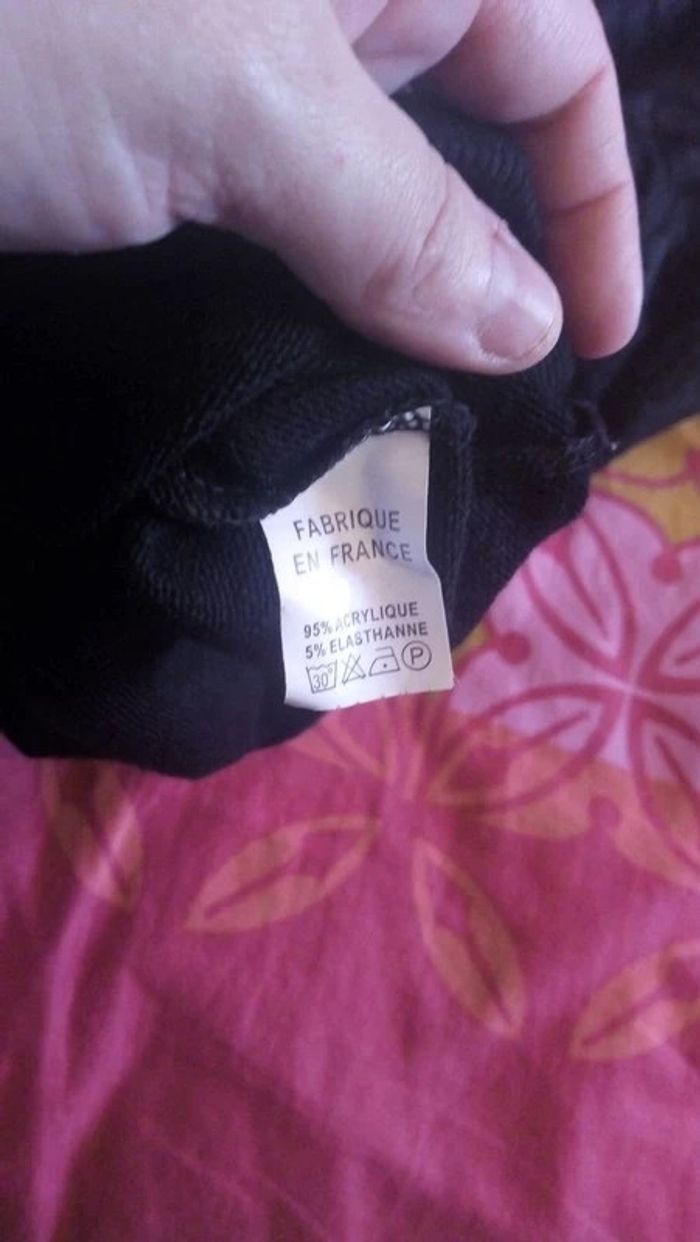 FABRIQUE
EN FRANCE
95% ACRYLIQUE
5% ELASTHANNE
30° P